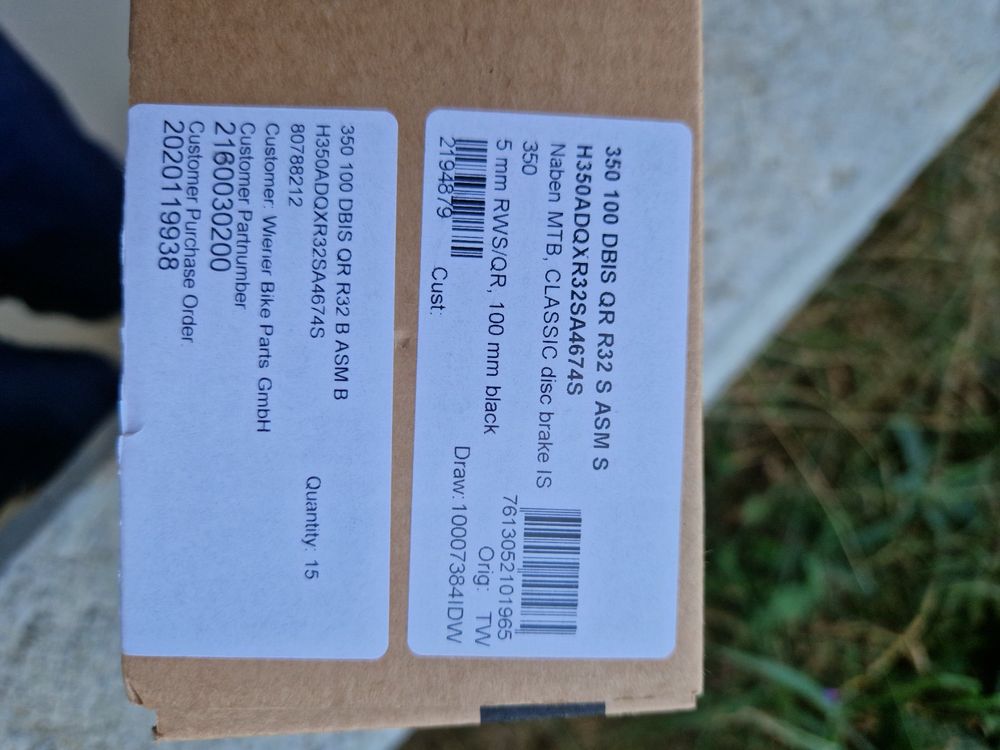 350 100 DBIS QR R32 S ASM S
H350ADQXR32SA4674S
Naben MTB, CLASSIC disc brake IS
350
7613052101965
5 mm RWS/QR, 100 mm black
Orig: TW
2194879
Cust:
Draw:10007384IDW
350 100 DBIS QR R32 B ASM B
H350ADQXR32SA4674S
Quantity: 15
80788212
Customer: Wiener Bike Parts GmbH
Customer Partnumber
2160030200
Customer Purchase Order
2020119938